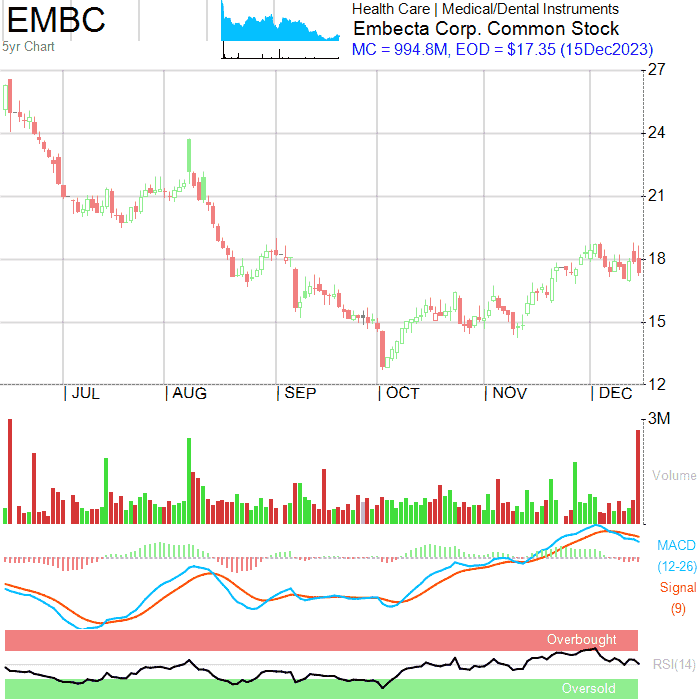 EMBC
5yr Chart
Health Care | Medical/Dental Instruments
Embecta Corp. Common Stock
MC = 994.8M, EOD = $17.35 (15Dec2023)
27
24
21
18
15
12
| JUL
| AUG
| SEP
| OCT
| NOV
| DEC
3M
Volume
MACD
(12-26)
Signal
(9)
Overbought
RSI(14)
Oversold